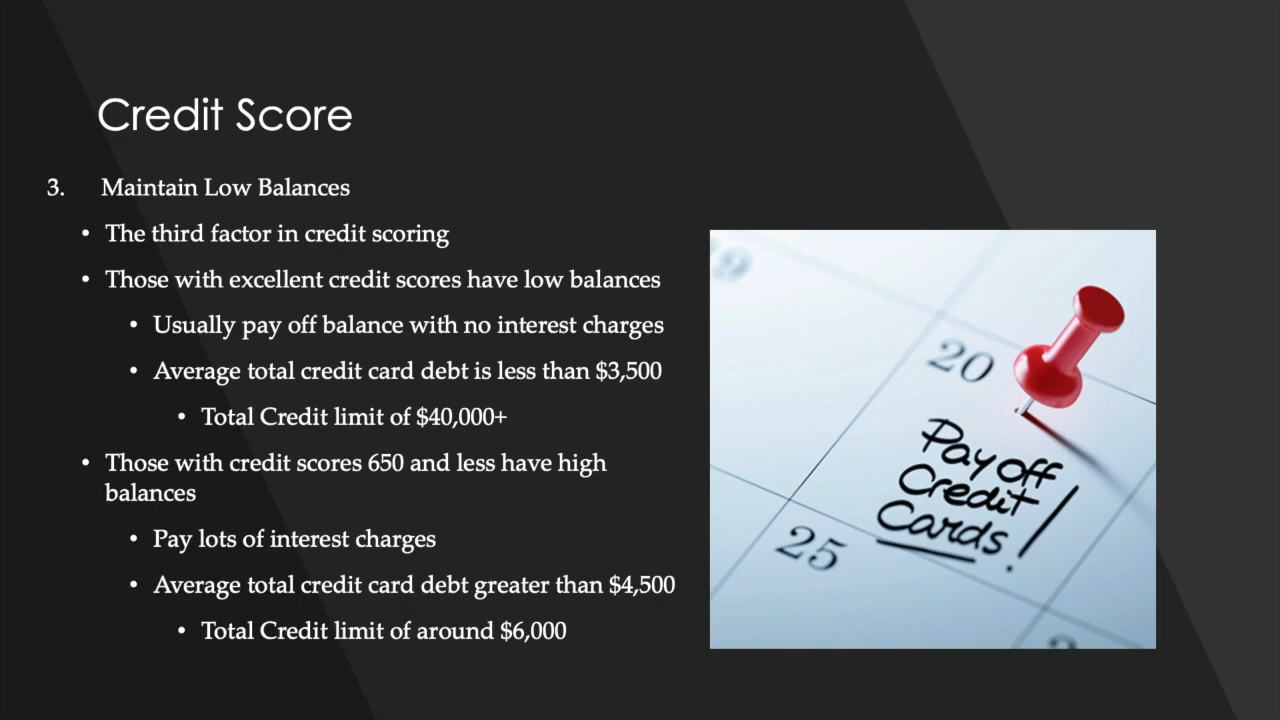 Credit Score
3. Maintain Low Balances
• The third factor in credit scoring
• Those with excellent credit scores have low balances
• Usually pay off balance with no interest charges
• Average total credit card debt is less than $3,500
• Total Credit limit of $40,000+
• Those with credit scores 650 and less have high
balances
• Pay lots of interest charges
• Average total credit card debt greater than $4,500
• Total Credit limit of around $6,000
20
Pay off
Credit
Cards!
25